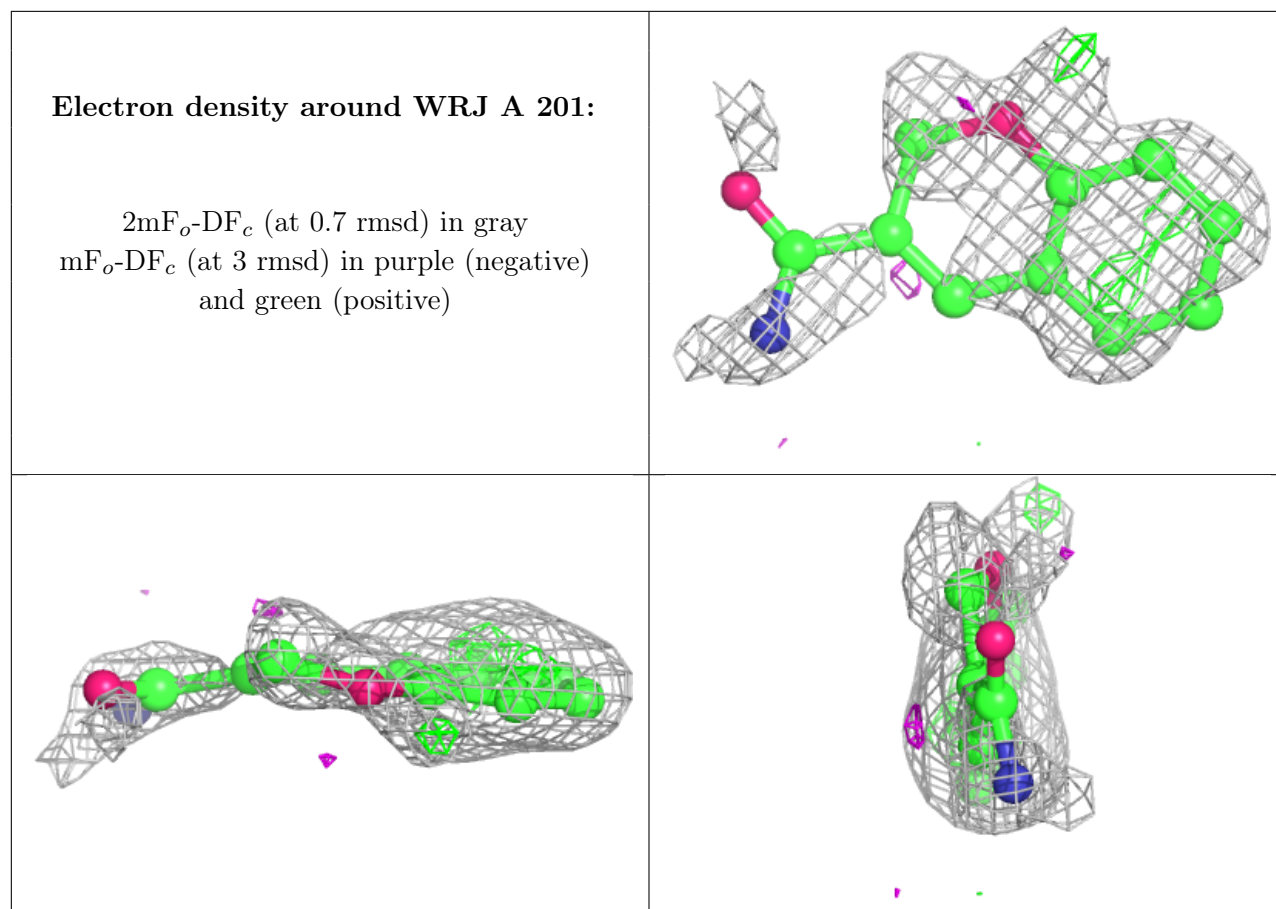 Electron density around WRJ A 201:
2mFₒ-DF𝒸 (at 0.7 rmsd) in gray
mFₒ-DF𝒸 (at 3 rmsd) in purple (negative)
and green (positive)